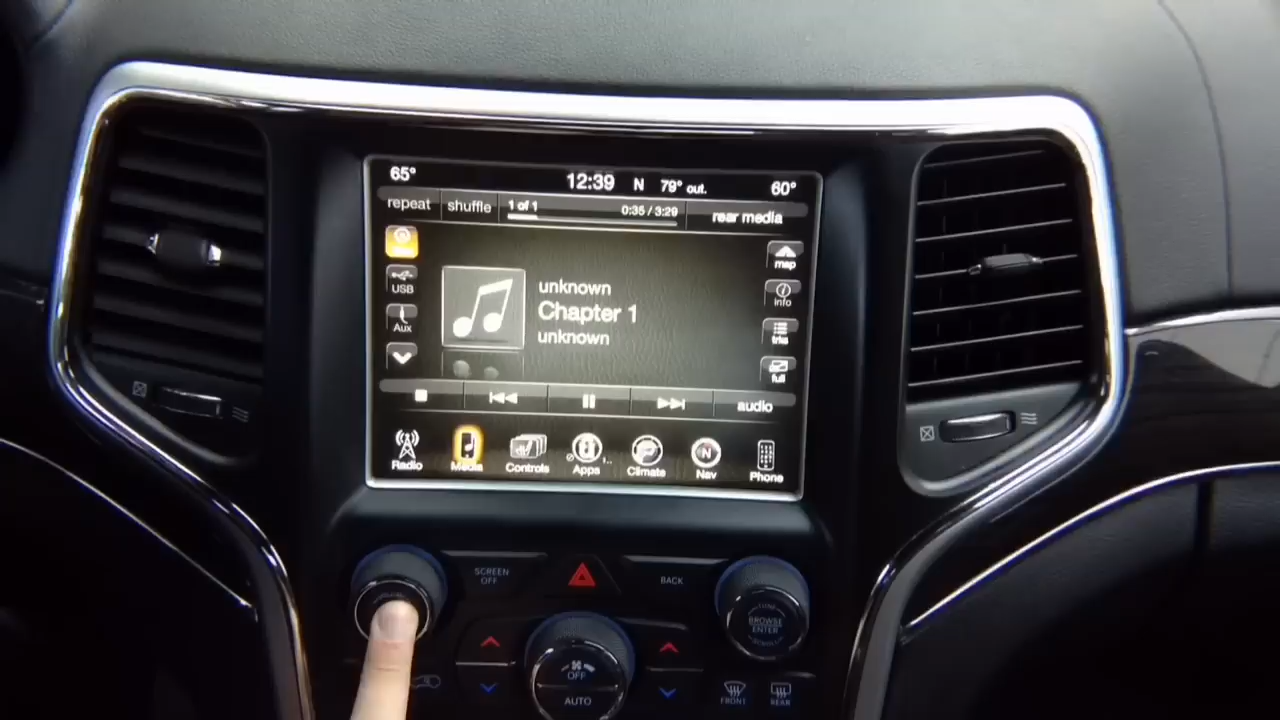 65°
12:39 N 79° out.
60°
repeat shuffle 1 of 1 0:35 / 3:29 rear media
map
USB
unknown
info
Chapter 1
Aux
unknown
trks
full
audio
Radio Media Controls Apps Climate Nav Phone
N
SCREEN
OFF
BACK
BROWSE
ENTER
SCROLL
OFF
AUTO
FRONT
REAR